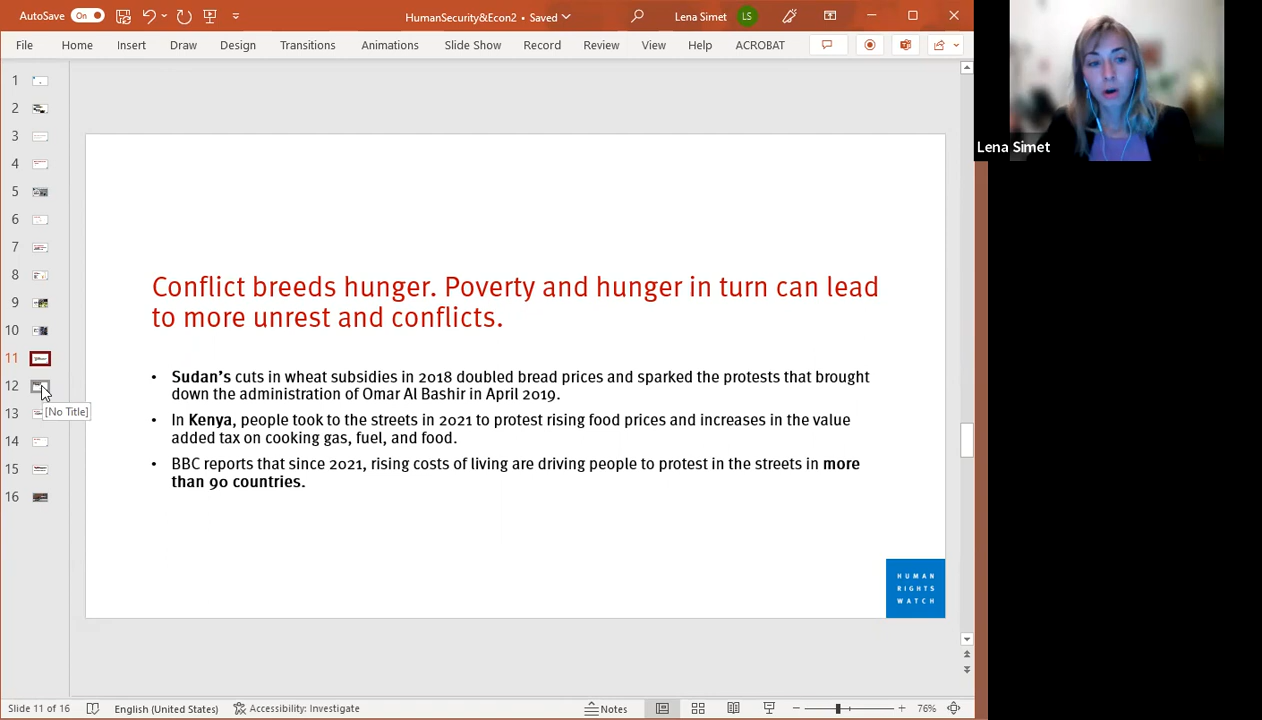 AutoSave On HumanSecurity&Econ2 • Saved Lena Simet LS
File Home Insert Draw Design Transitions Animations Slide Show Record Review View Help ACROBAT
1
2
3
4
5
6
7
8
9
10
11
12
[No Title]
13
14
15
16
Conflict breeds hunger. Poverty and hunger in turn can lead
to more unrest and conflicts.
• Sudan's cuts in wheat subsidies in 2018 doubled bread prices and sparked the protests that brought
down the administration of Omar Al Bashir in April 2019.
• In Kenya, people took to the streets in 2021 to protest rising food prices and increases in the value
added tax on cooking gas, fuel, and food.
• BBC reports that since 2021, rising costs of living are driving people to protest in the streets in more
than 90 countries.
HUMAN
RIGHTS
WATCH
Slide 11 of 16 English (United States) Accessibility: Investigate Notes 76%
Lena Simet